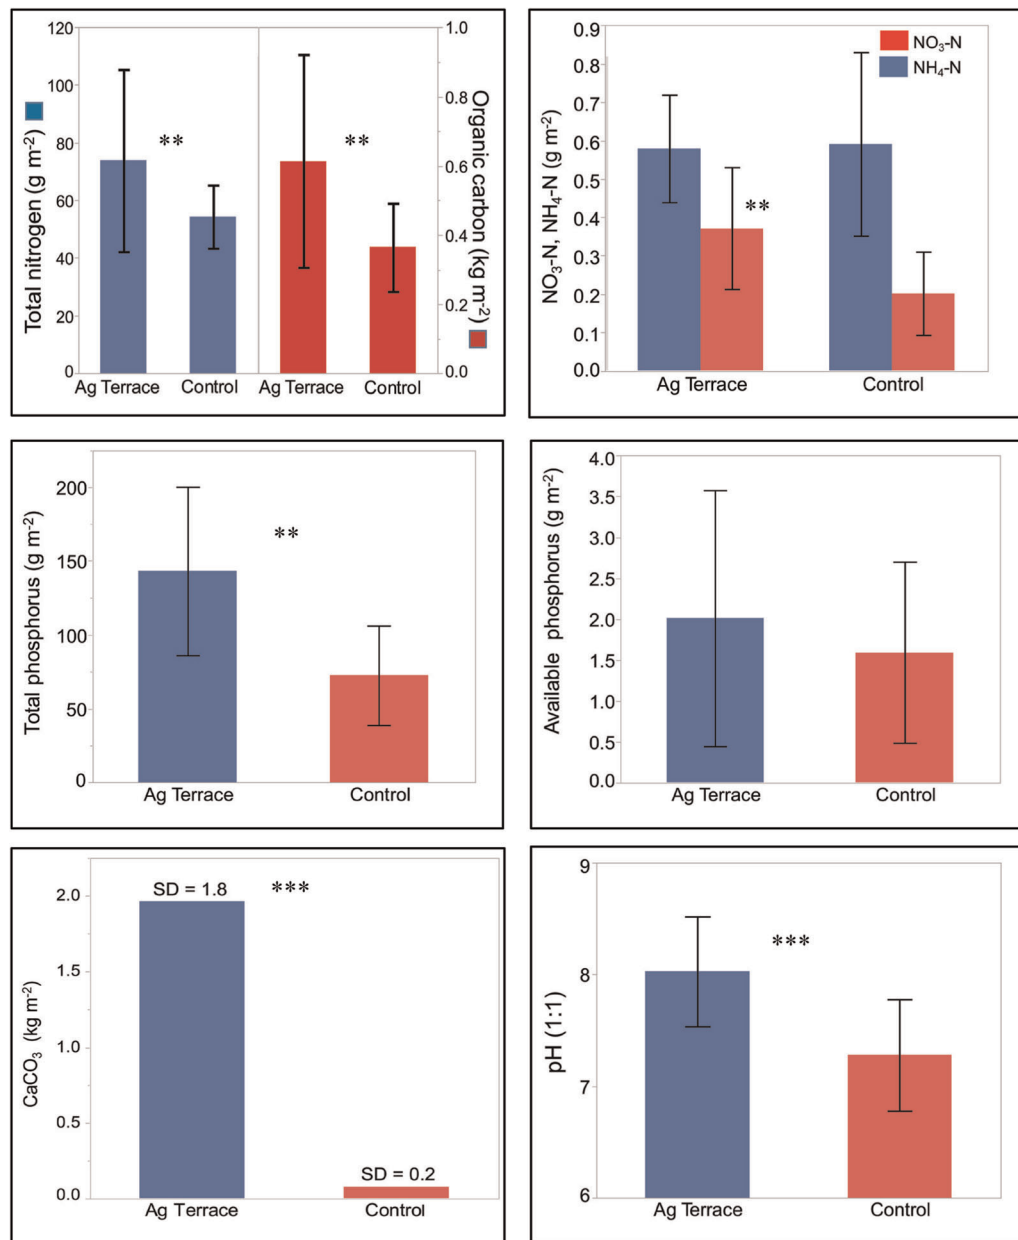 Total nitrogen (g m-2)
120
100
80
60
40
20
0
**
**
1.0
0.8
0.6
0.4
0.2
0.0
Organic carbon (kg m-2)
Ag Terrace
Control
Ag Terrace
Control
NO3-N, NH4-N (g m-2)
0.9
0.8
0.7
0.6
0.5
0.4
0.3
0.2
0.1
0.0
NO3-N
NH4-N
**
Ag Terrace
Control
Total phosphorus (g m-2)
200
150
100
50
0
**
Ag Terrace
Control
Available phosphorus (g m-2)
4.0
3.5
3.0
2.5
2.0
1.5
1.0
0.5
0.0
Ag Terrace
Control
CaCO3 (kg m-2)
2.0
1.5
1.0
0.5
0.0
SD = 1.8
***
SD = 0.2
Ag Terrace
Control
pH (1:1)
9
8
7
6
***
Ag Terrace
Control